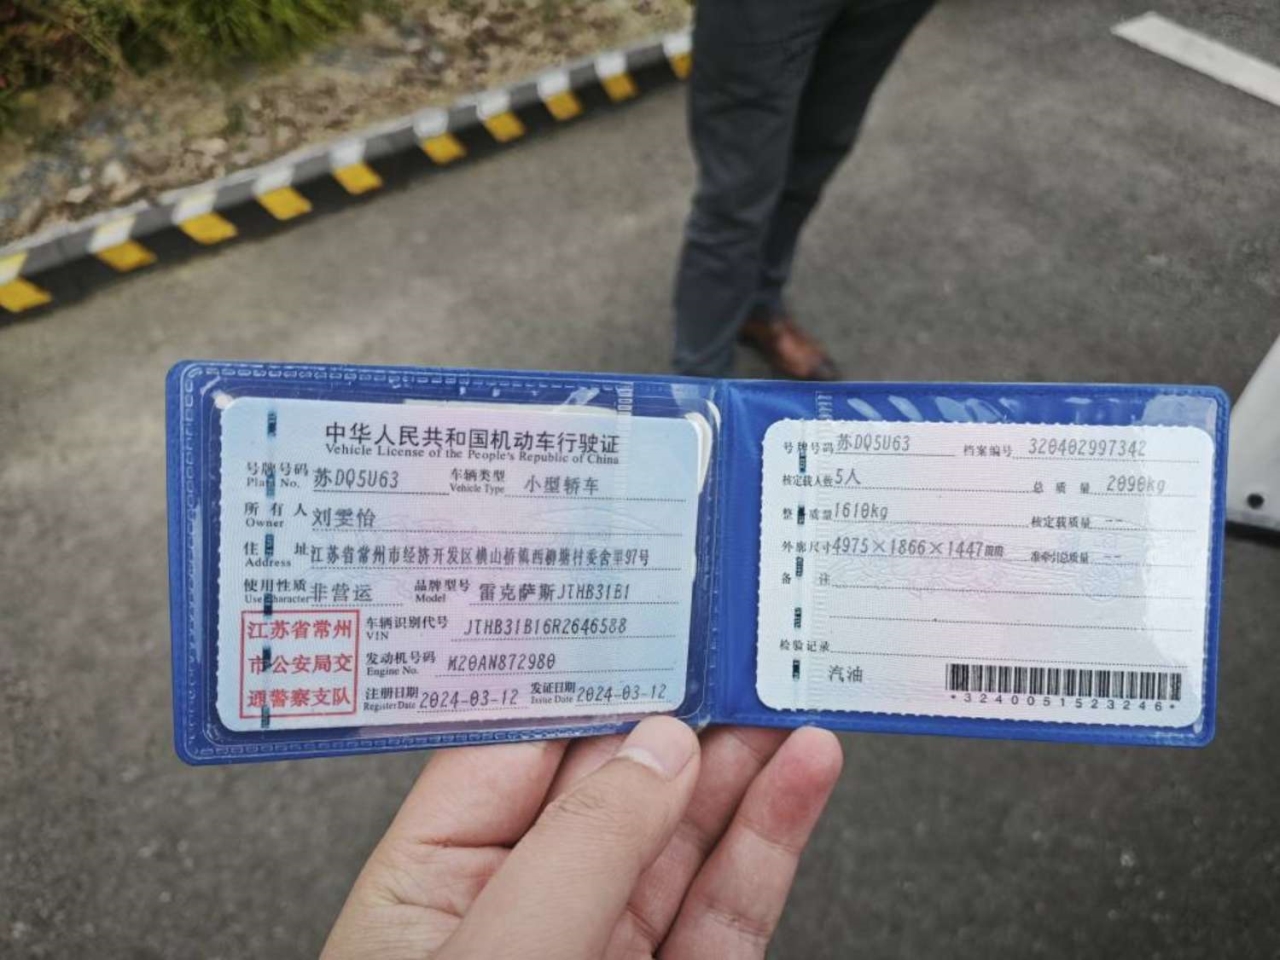 中华人民共和国机动车行驶证
Vehicle License of the People's Republic of China
号牌号码 苏DQ5U63 车辆类型 小型轿车
Plate No. Vehicle Type
所有人 刘雯怡
Owner
住址 江苏省常州市经济开发区横山桥镇西柳塘村委舍里97号
Address
使用性质 非营运 品牌型号 雷克萨斯JTHB31B1
Use Character Model
江苏省常州
市公安局交
通警察支队
车辆识别代号 JTHB31B16R2646588
VIN
发动机号码 M20AN872980
Engine No.
注册日期 2024-03-12 发证日期 2024-03-12
Register Date Issue Date
号牌号码 苏DQ5U63 档案编号 320402997342
核定载人数 5人 总质量 2090kg
整备质量 1610kg 核定载质量 --
外廓尺寸 4975×1866×1447mm 准牵引总质量 --
备注
检验记录
汽油
*3240051523246*